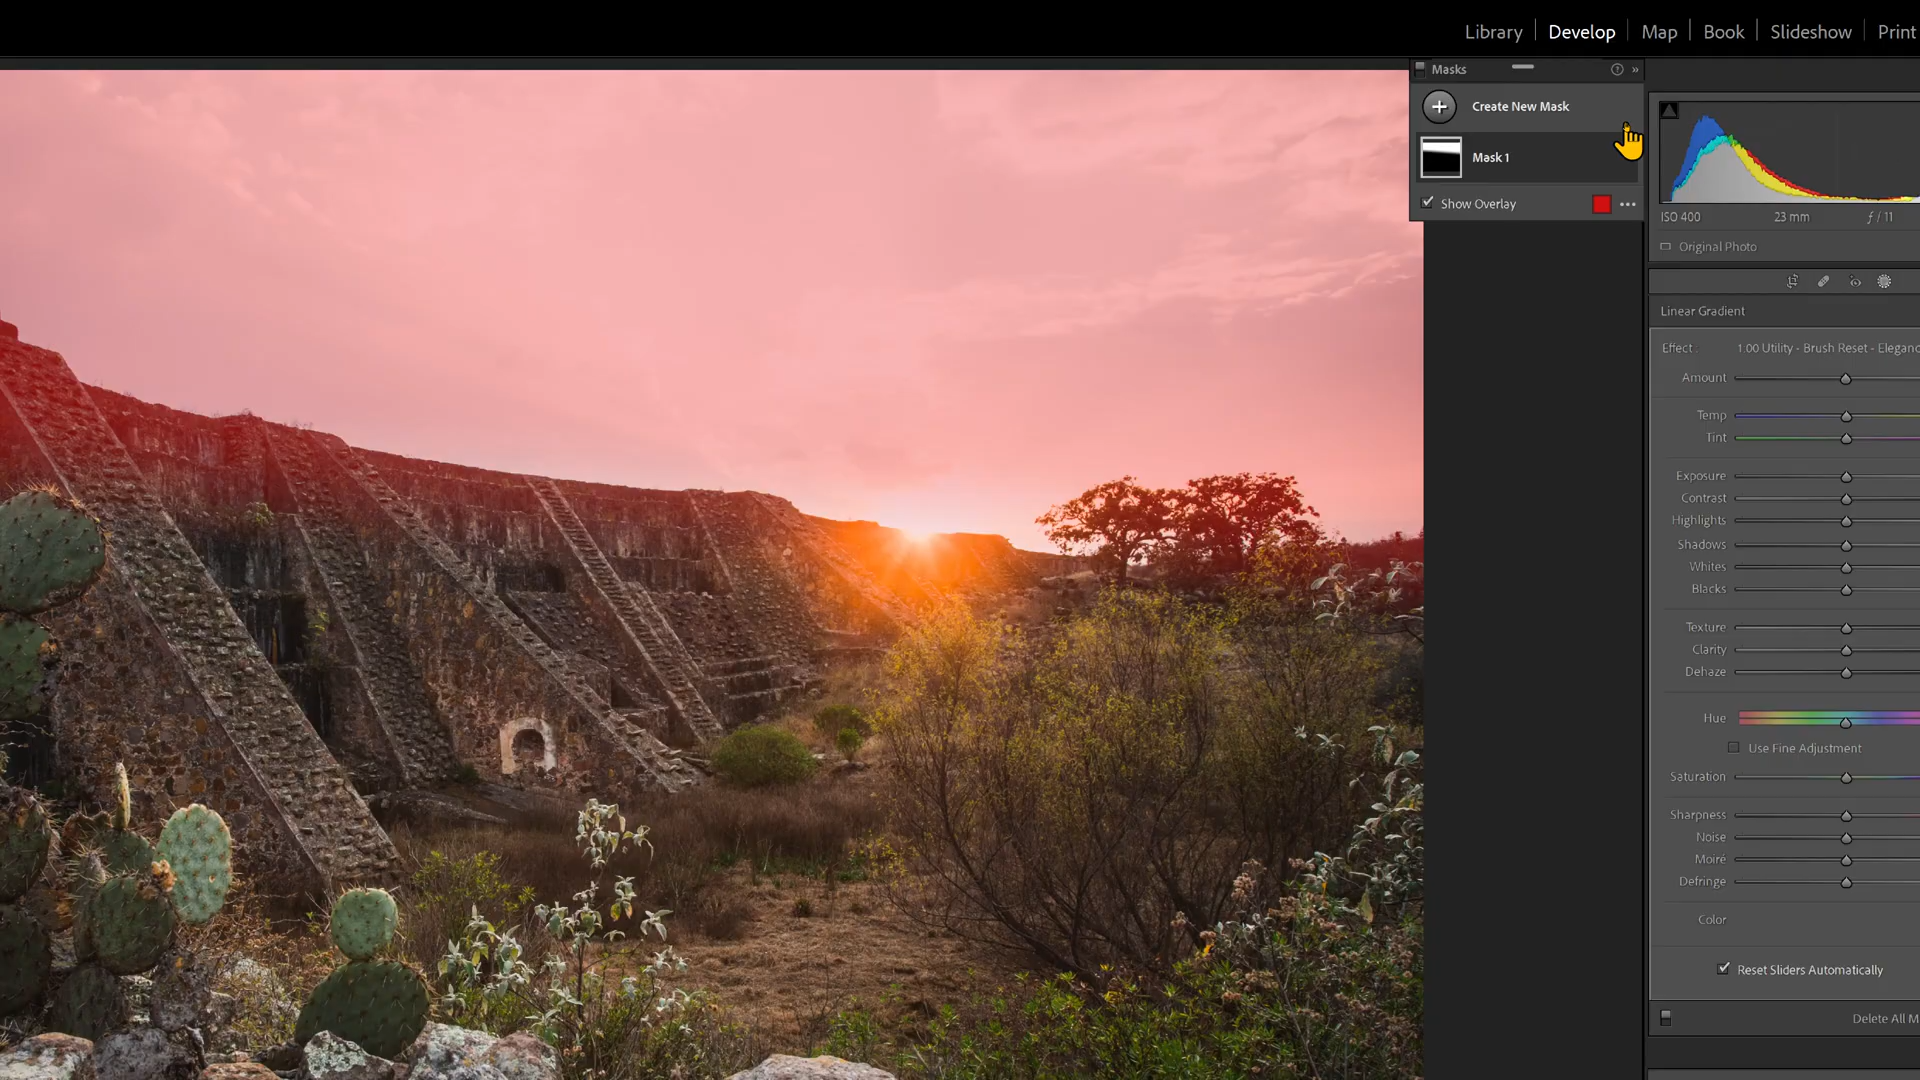 Library Develop Map Book Slideshow Print
Masks
Create New Mask
Mask 1
Show Overlay
ISO 400 23 mm ƒ / 11
Original Photo
Linear Gradient
Effect : 1.00 Utility - Brush Reset - Eleganc
Amount
Temp
Tint
Exposure
Contrast
Highlights
Shadows
Whites
Blacks
Texture
Clarity
Dehaze
Hue
Use Fine Adjustment
Saturation
Sharpness
Noise
Moiré
Defringe
Color
Reset Sliders Automatically
Delete All M